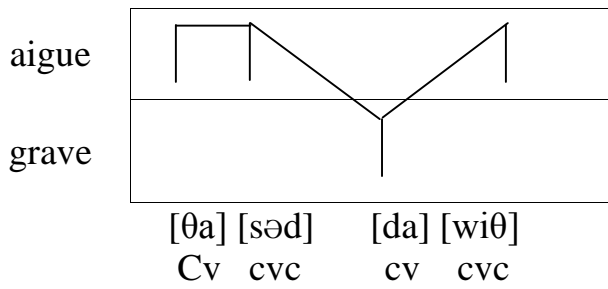 aigue
grave
[θa] [səd] [da] [wiθ]
Cv cvc cv cvc